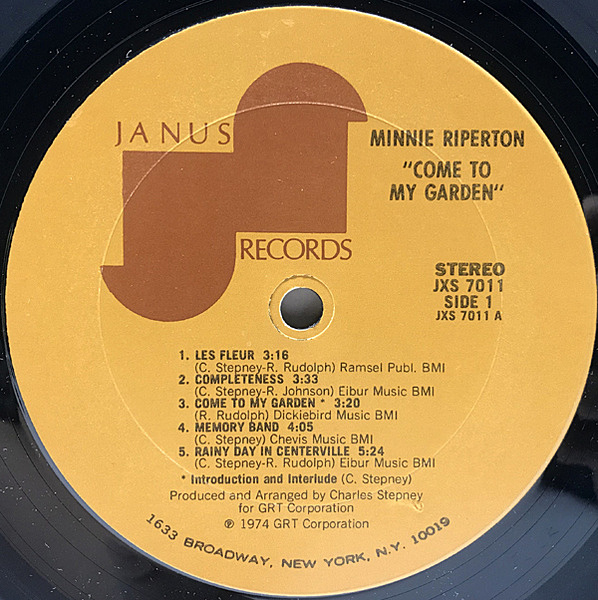 JANUS
RECORDS
MINNIE RIPERTON
"COME TO
MY GARDEN"
STEREO
JXS 7011
SIDE 1
JXS 7011 A
1. LES FLEUR 3:16
(C. Stepney-R. Rudolph) Ramsel Publ. BMI
2. COMPLETENESS 3:33
(C. Stepney-R. Johnson) Eibur Music BMI
3. COME TO MY GARDEN * 3:20
(R. Rudolph) Dickiebird Music BMI
4. MEMORY BAND 4:05
(C. Stepney) Chevis Music BMI
5. RAINY DAY IN CENTERVILLE 5:24
(C. Stepney-R. Rudolph) Eibur Music BMI
* Introduction and Interlude (C. Stepney)
Produced and Arranged by Charles Stepney
for GRT Corporation
℗ 1974 GRT Corporation
1633 BROADWAY, NEW YORK, N.Y. 10019